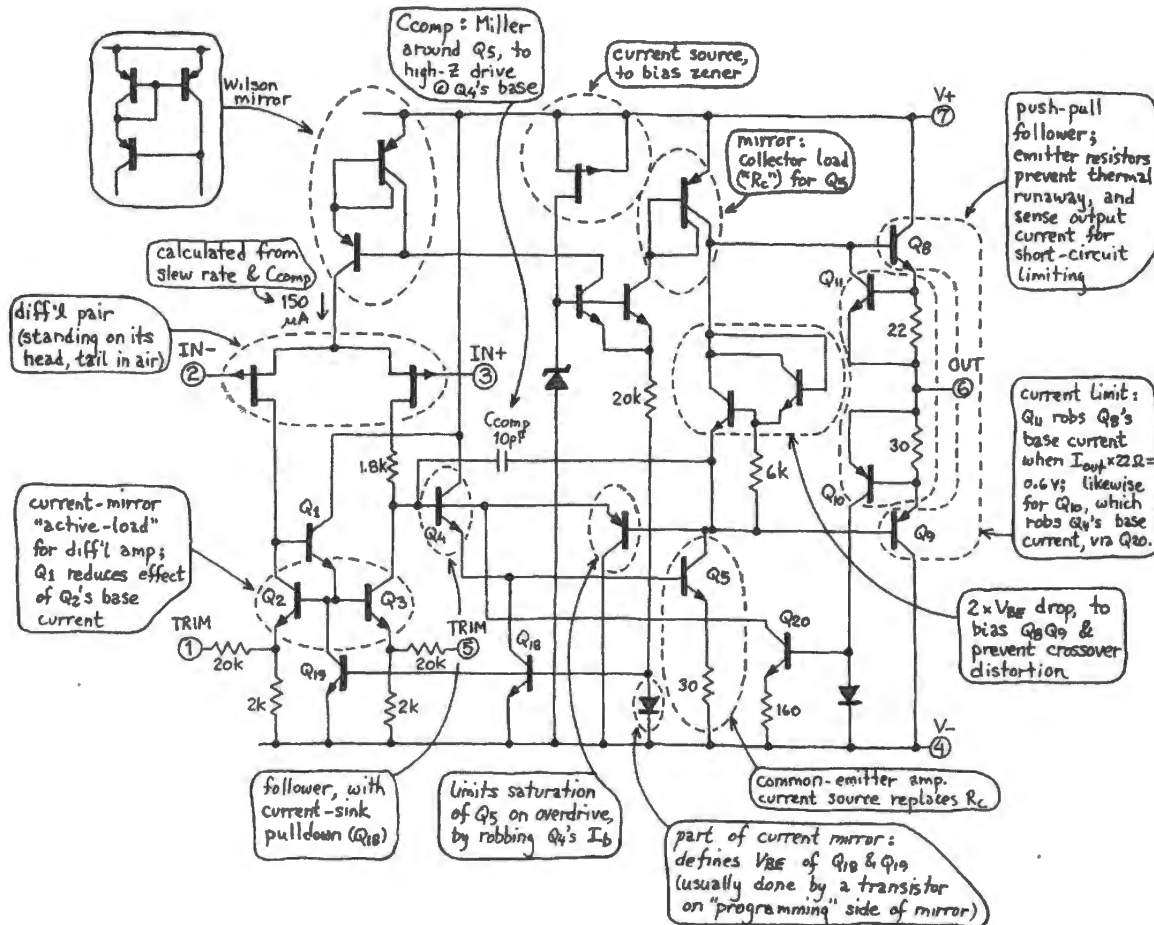 Ccomp : Miller
around Q5, to
high-Z drive
@ Q4's base
current source,
to bias zener
V+
7
push-pull
follower;
emitter resistors
prevent thermal
runaway, and
sense output
current for
short-circuit
limiting
Wilson
mirror
mirror:
collector load
("Rc") for Q5
calculated from
slew rate & Ccomp
150
μA
diff'l pair
(standing on its
head, tail in air)
IN-
2
IN+
3
Q8
Q11
22
OUT
6
30
Q10
Q9
current limit:
Q11 robs Q8's
base current
when Iout×22Ω=
0.6V; likewise
for Q10, which
robs Q4's base
current, via Q20.
20k
Ccomp
10pF
1.8k
6k
current-mirror
"active-load"
for diff'l amp;
Q1 reduces effect
of Q2's base
current
Q1
Q4
Q5
Q2
Q3
TRIM
1
20k
TRIM
5
20k
Q18
Q19
Q20
2k
2k
30
160
2×VBE drop, to
bias Q8Q9 &
prevent crossover
distortion
V-
4
follower, with
current-sink
pulldown (Q18)
limits saturation
of Q5 on overdrive,
by robbing Q4's Ib
common-emitter amp.
current source replaces Rc
part of current mirror:
defines VBE of Q18 & Q19
(usually done by a transistor
on "programming" side of mirror)